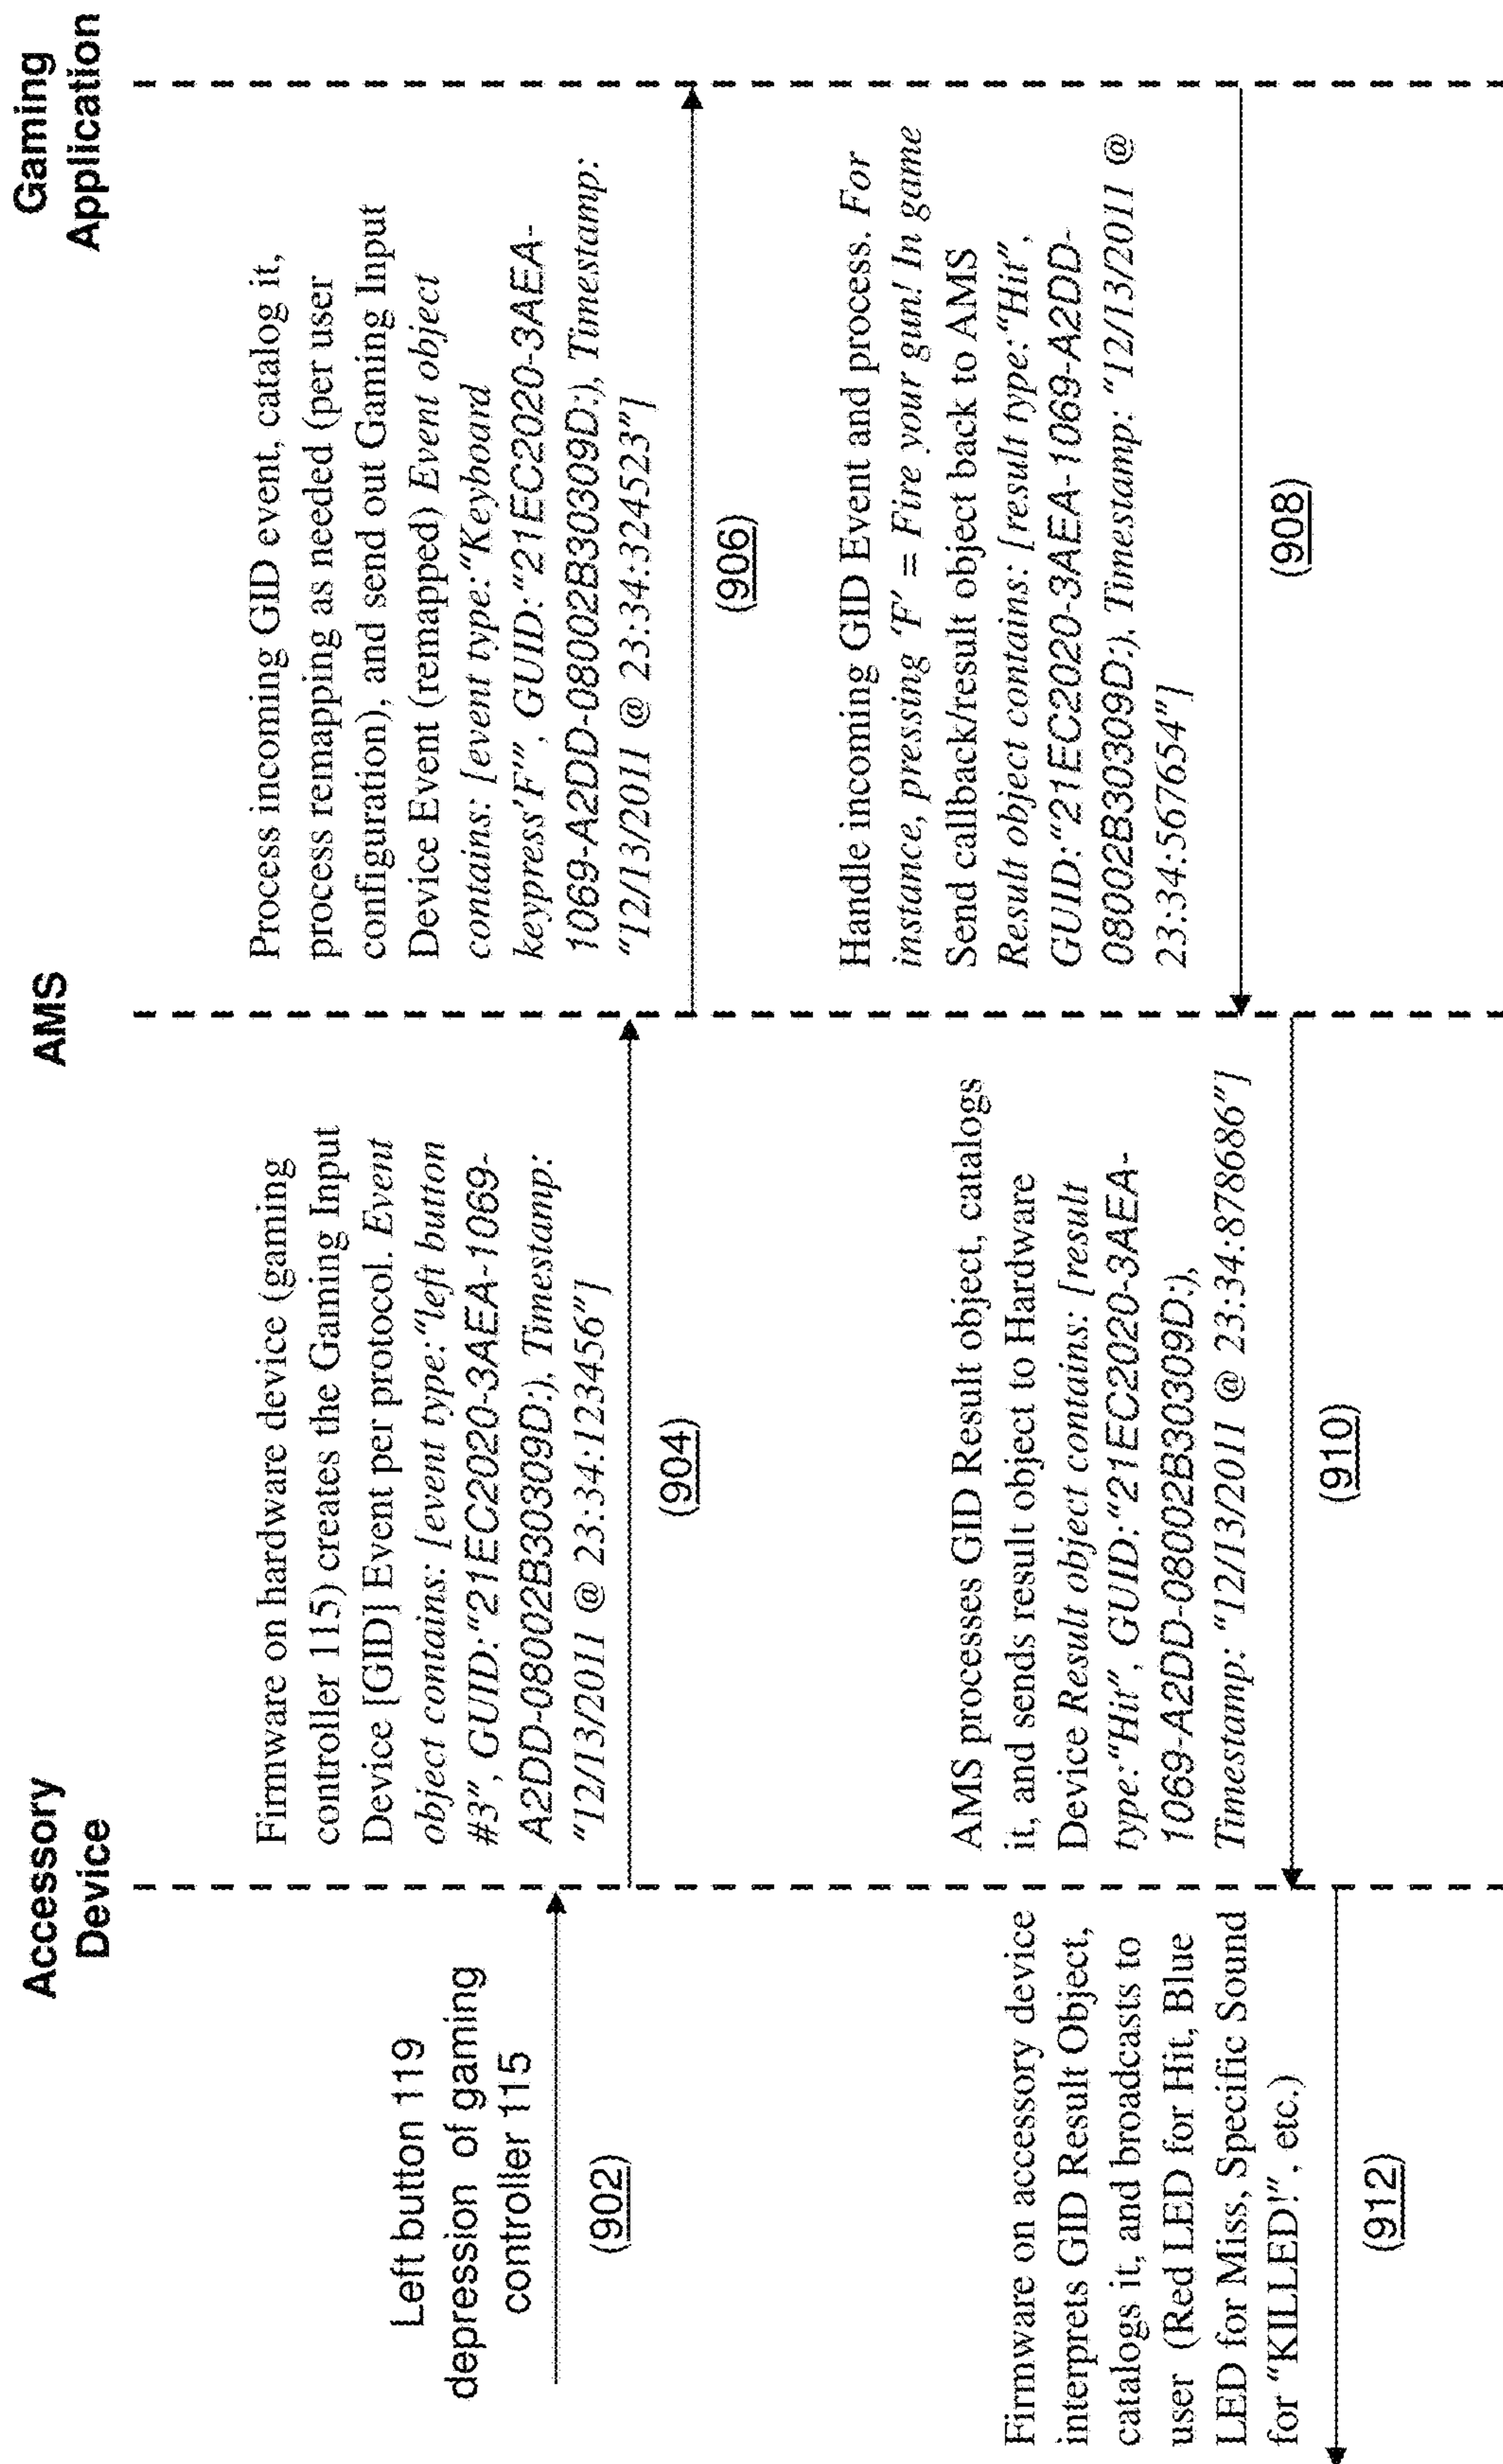 Accessory
Device
AMS
Gaming
Application
Left button 119
depression of gaming
controller 115
(902)
Firmware on hardware device (gaming
controller 115) creates the Gaming Input
Device [GID] Event per protocol. Event
object contains: [event type:“left button
#3”, GUID:“21EC2020-3AEA-1069-
A2DD-08002B30309D:), Timestamp:
“12/13/2011 @ 23:34:123456”]
(904)
Process incoming GID event, catalog it,
process remapping as needed (per user
configuration), and send out Gaming Input
Device Event (remapped) Event object
contains: [event type:“Keyboard
keypress‘F’”, GUID:“21EC2020-3AEA-
1069-A2DD-08002B30309D:), Timestamp:
“12/13/2011 @ 23:34:324523”]
(906)
Handle incoming GID Event and process. For
instance, pressing ‘F’ = Fire your gun! In game
Send callback/result object back to AMS
Result object contains: [result type:“Hit”,
GUID:“21EC2020-3AEA-1069-A2DD-
08002B30309D:), Timestamp: “12/13/2011 @
23:34:567654”]
(908)
AMS processes GID Result object, catalogs
it, and sends result object to Hardware
Device Result object contains: [result
type:“Hit”, GUID:“21EC2020-3AEA-
1069-A2DD-08002B30309D:),
Timestamp: “12/13/2011 @ 23:34:878686”]
(910)
Firmware on accessory device
interprets GID Result Object,
catalogs it, and broadcasts to
user (Red LED for Hit, Blue
LED for Miss, Specific Sound
for “KILLED!”, etc.)
(912)